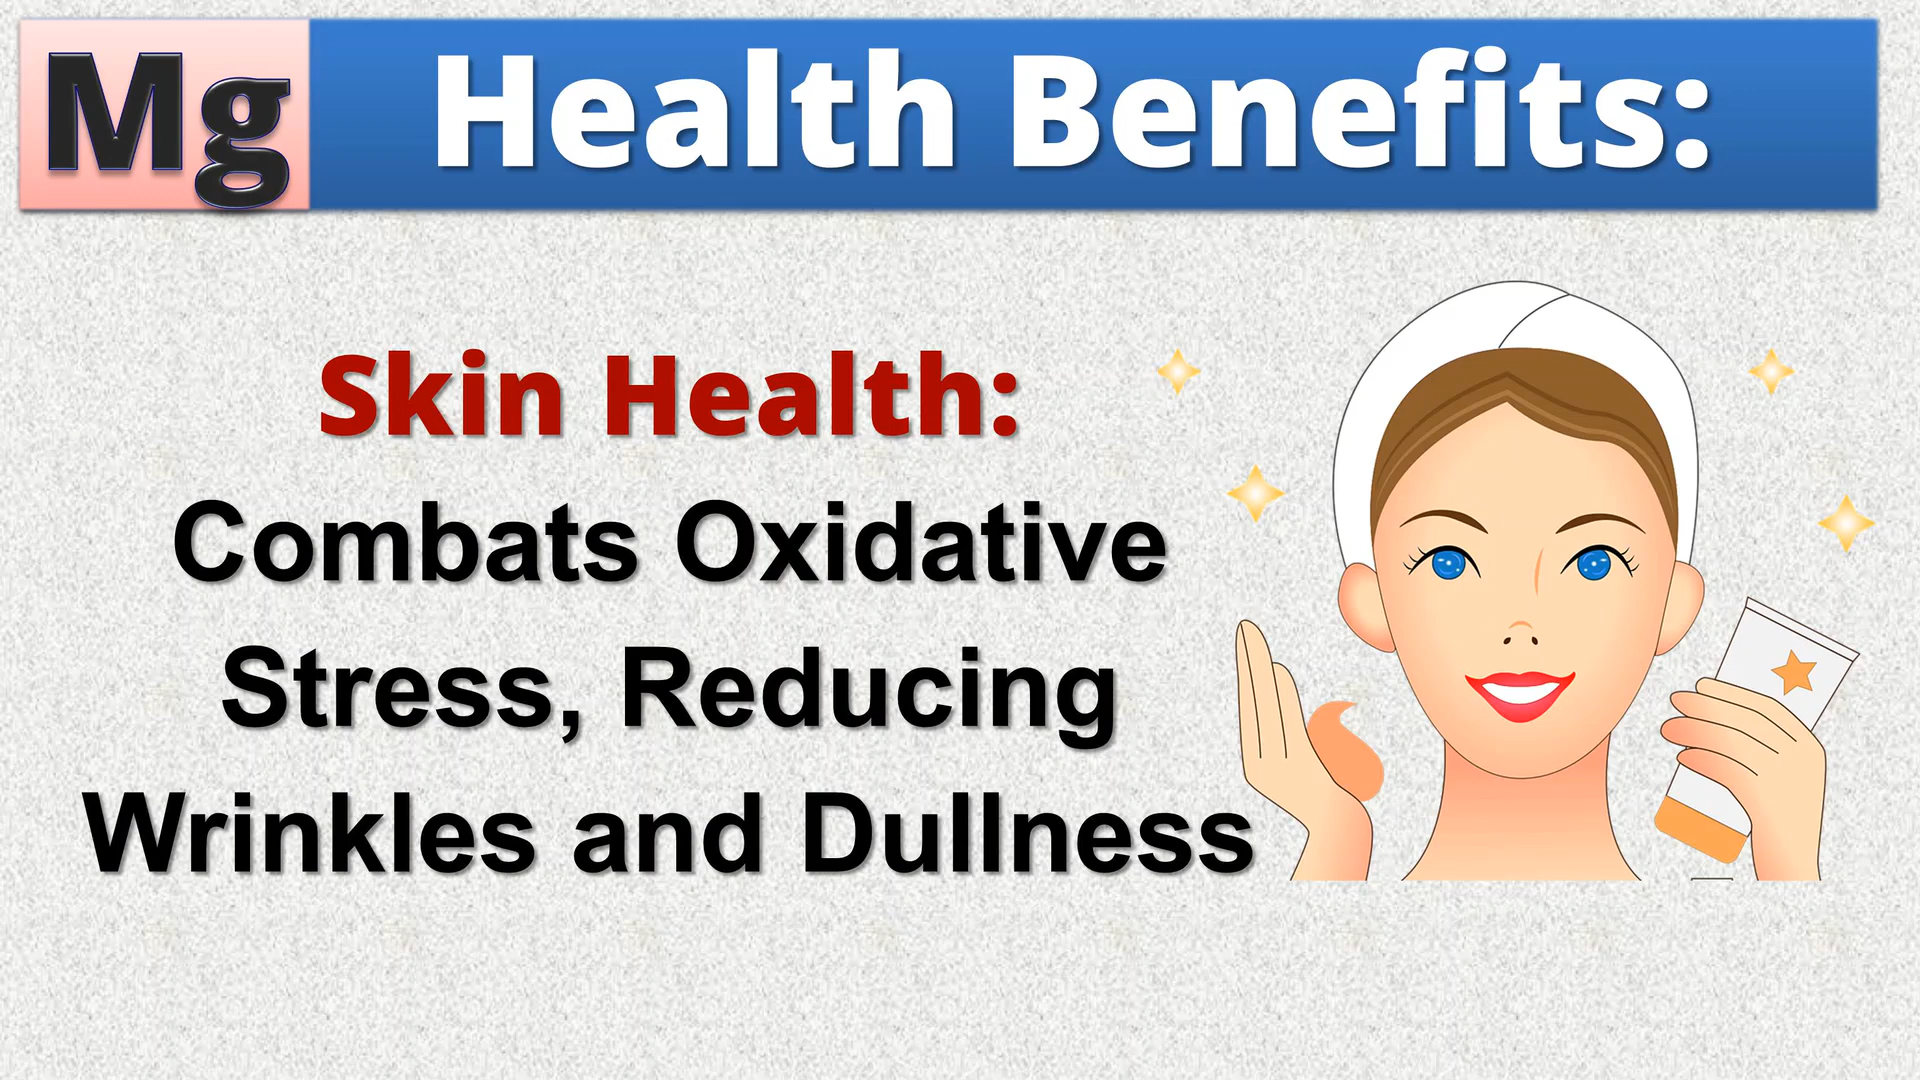 Mg Health Benefits:
Skin Health:
Combats Oxidative
Stress, Reducing
Wrinkles and Dullness